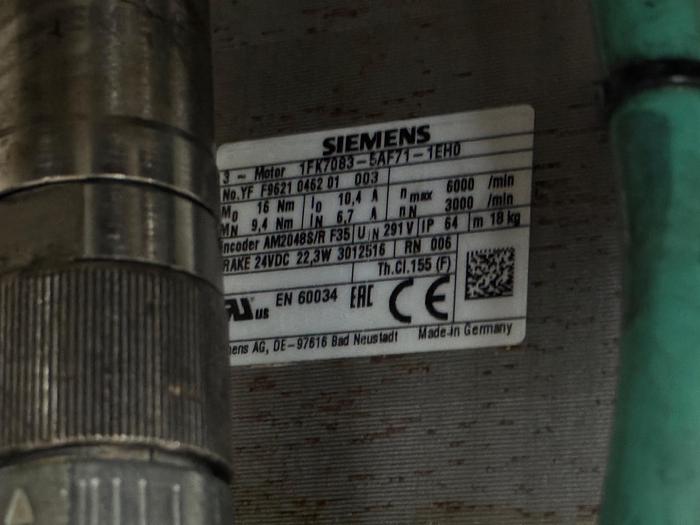 SIEMENS
3 - Motor 1FK7083-5AF71-1EH0
No.YF F9621 0462 01 003
M0 16 Nm I0 10,4 A nmax 6000 /min
MN 9,4 Nm IN 6,7 A nN 3000 /min
Encoder AM2048S/R F35 UIN 291 V IP 64 m 18 kg
RAKE 24VDC 22,3W 3012516 RN 006
Th.Cl.155 (F)
US EN 60034 EAC CE
mens AG, DE-97616 Bad Neustadt Made-in Germany